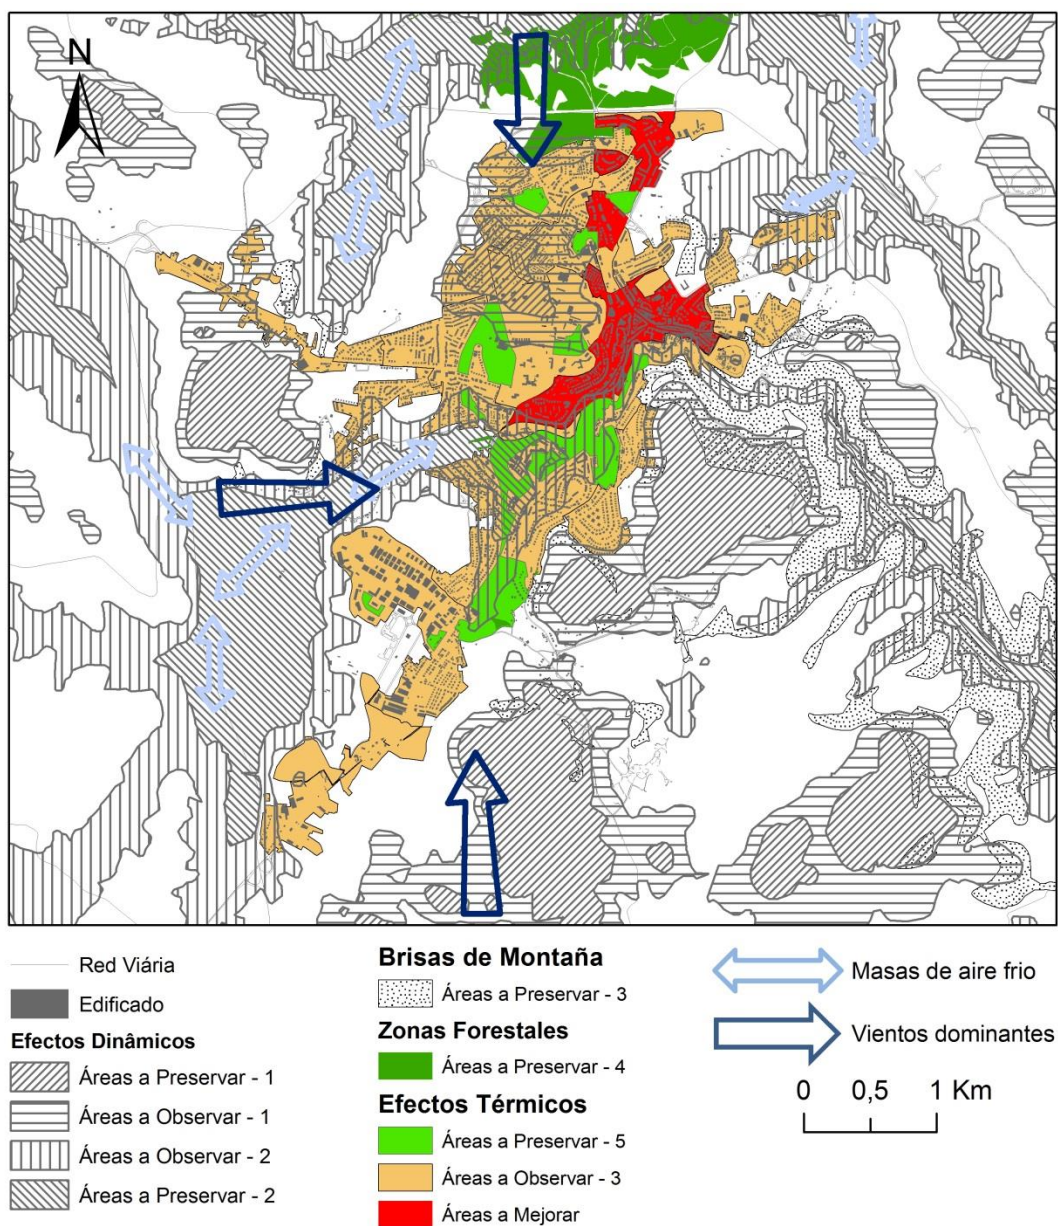 N
Red Viária
Edificado
Efectos Dinâmicos
Áreas a Preservar - 1
Áreas a Observar - 1
Áreas a Observar - 2
Áreas a Preservar - 2
Brisas de Montaña
Áreas a Preservar - 3
Zonas Forestales
Áreas a Preservar - 4
Efectos Térmicos
Áreas a Preservar - 5
Áreas a Observar - 3
Áreas a Mejorar
Masas de aire frio
Vientos dominantes
0 0,5 1 Km